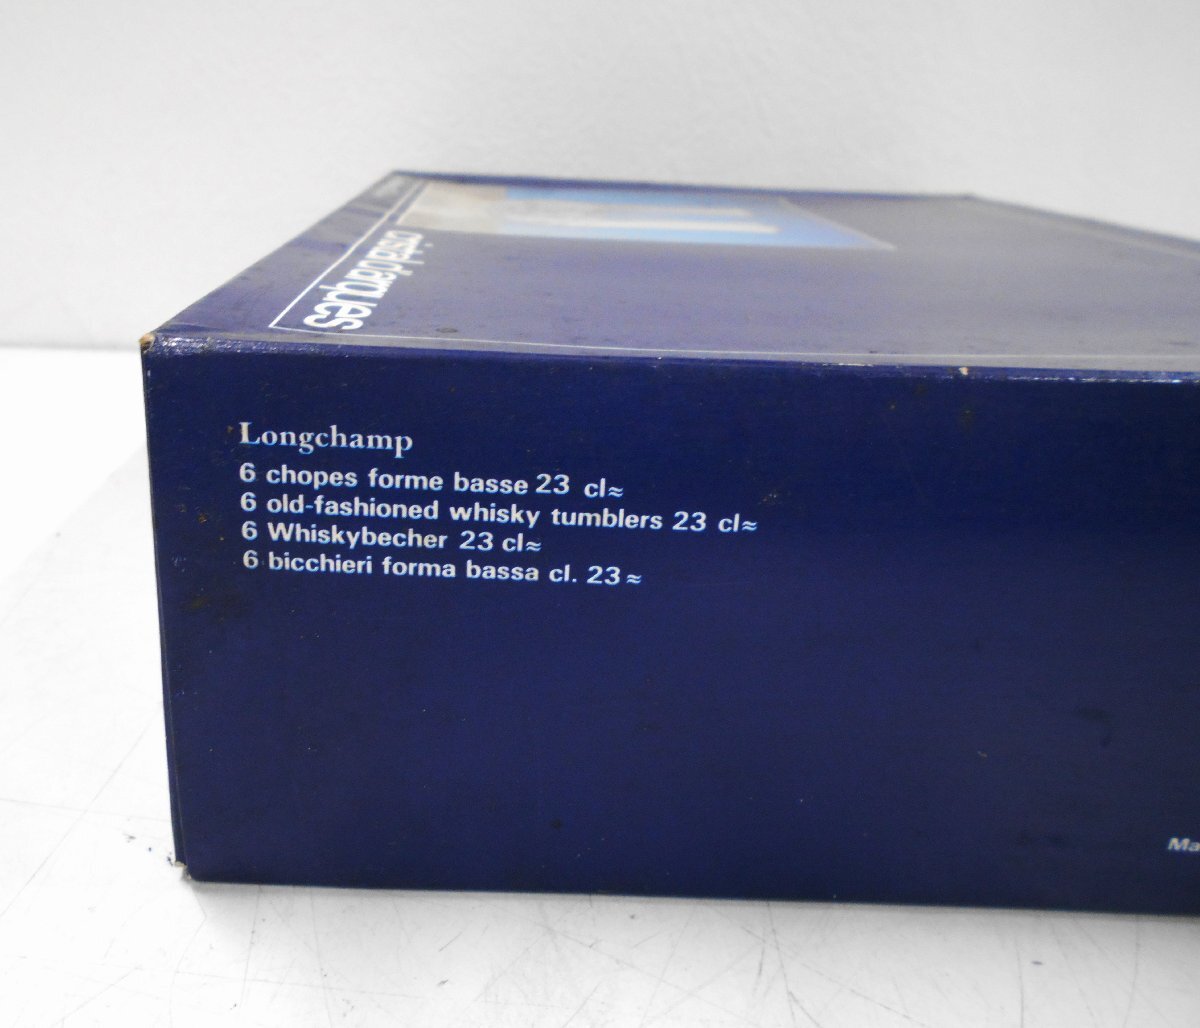 cristal d'arques
Longchamp
6 chopes forme basse 23 cl≈
6 old-fashioned whisky tumblers 23 cl≈
6 Whiskybecher 23 cl≈
6 bicchieri forma bassa cl. 23≈
Ma